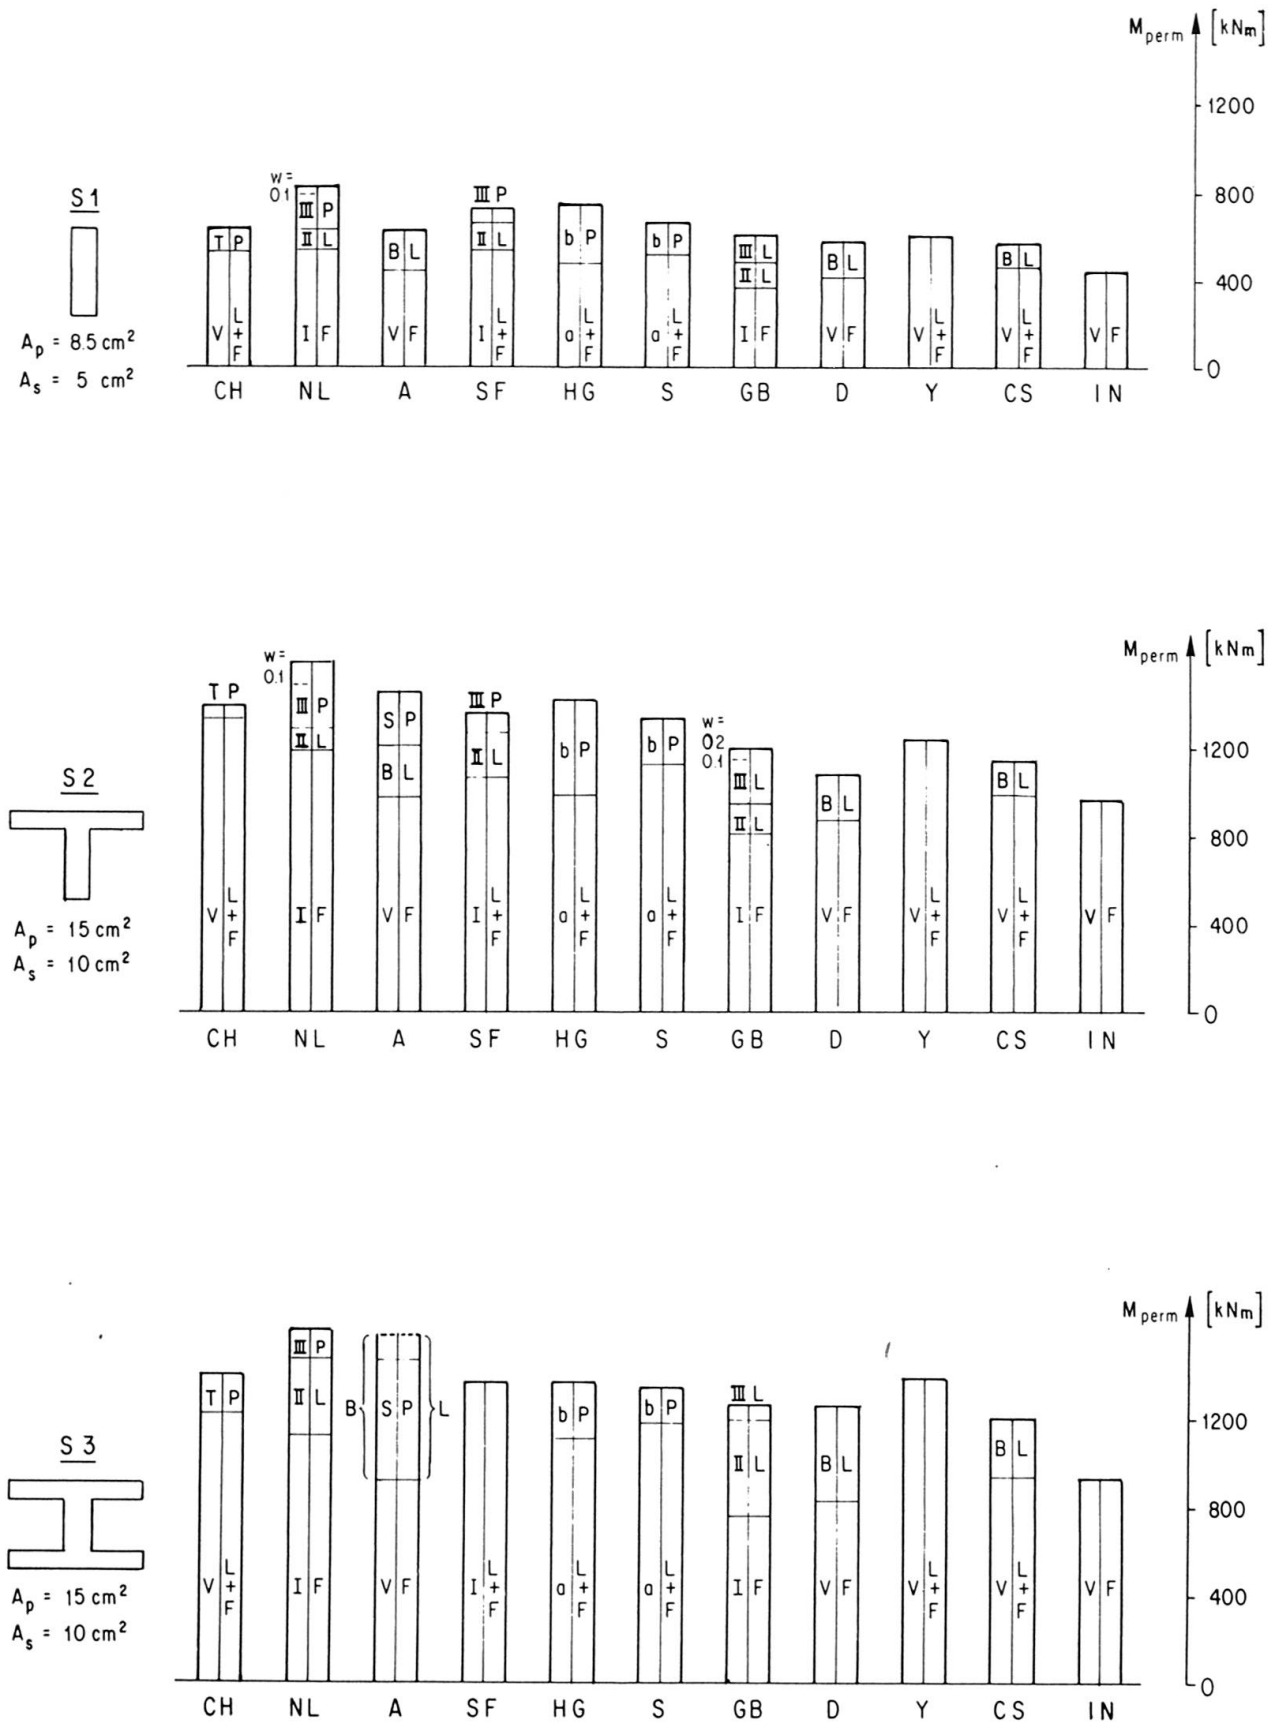 M_perm [kNm]
1200
800
400
0
S1
A_p = 8.5 cm²
A_s = 5 cm²
w =
0.1
III P
T P
III P
II L
B L
II L
b P
b P
III L
II L
B L
B L
V L+F
I F
V F
I L+F
a L+F
a L+F
I F
V F
V L+F
V L+F
V F
CH NL A SF HG S GB D Y CS IN
M_perm [kNm]
1200
800
400
0
S2
A_p = 15 cm²
A_s = 10 cm²
w =
0.1
T P
III P
II L
S P
B L
III P
II L
b P
b P
w =
0.2
0.1
III L
II L
B L
B L
V L+F
I F
V F
I L+F
a L+F
a L+F
I F
V F
V L+F
V L+F
V F
CH NL A SF HG S GB D Y CS IN
M_perm [kNm]
1200
800
400
0
S3
A_p = 15 cm²
A_s = 10 cm²
T P
III P
II L
B { S P } L
b P
b P
III L
II L
B L
B L
V L+F
I F
V F
I L+F
a L+F
a L+F
I F
V F
V L+F
V L+F
V F
CH NL A SF HG S GB D Y CS IN